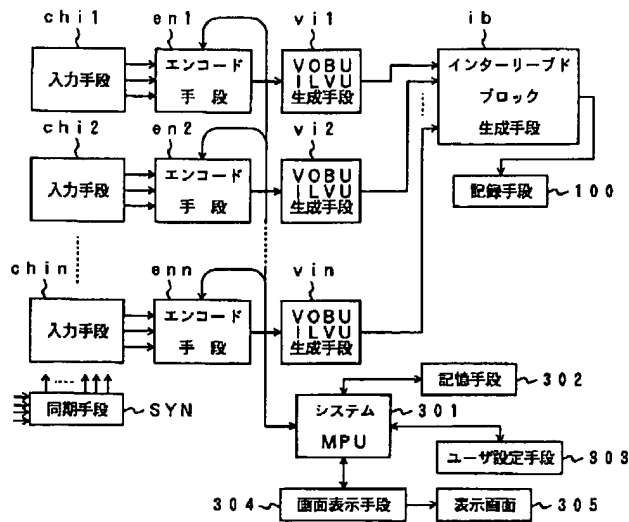 chi1 en1 vi1 ib
入力手段
エンコード
手段
VOBU
ILVU
生成手段
インターリーブド
ブロック
生成手段
chi2 en2 vi2
入力手段
エンコード
手段
VOBU
ILVU
生成手段
記録手段 100
chin enn vin
入力手段
エンコード
手段
VOBU
ILVU
生成手段
同期手段 SYN
記憶手段 302
システム
MPU
301
ユーザ設定手段 303
304 画面表示手段
表示画面 305